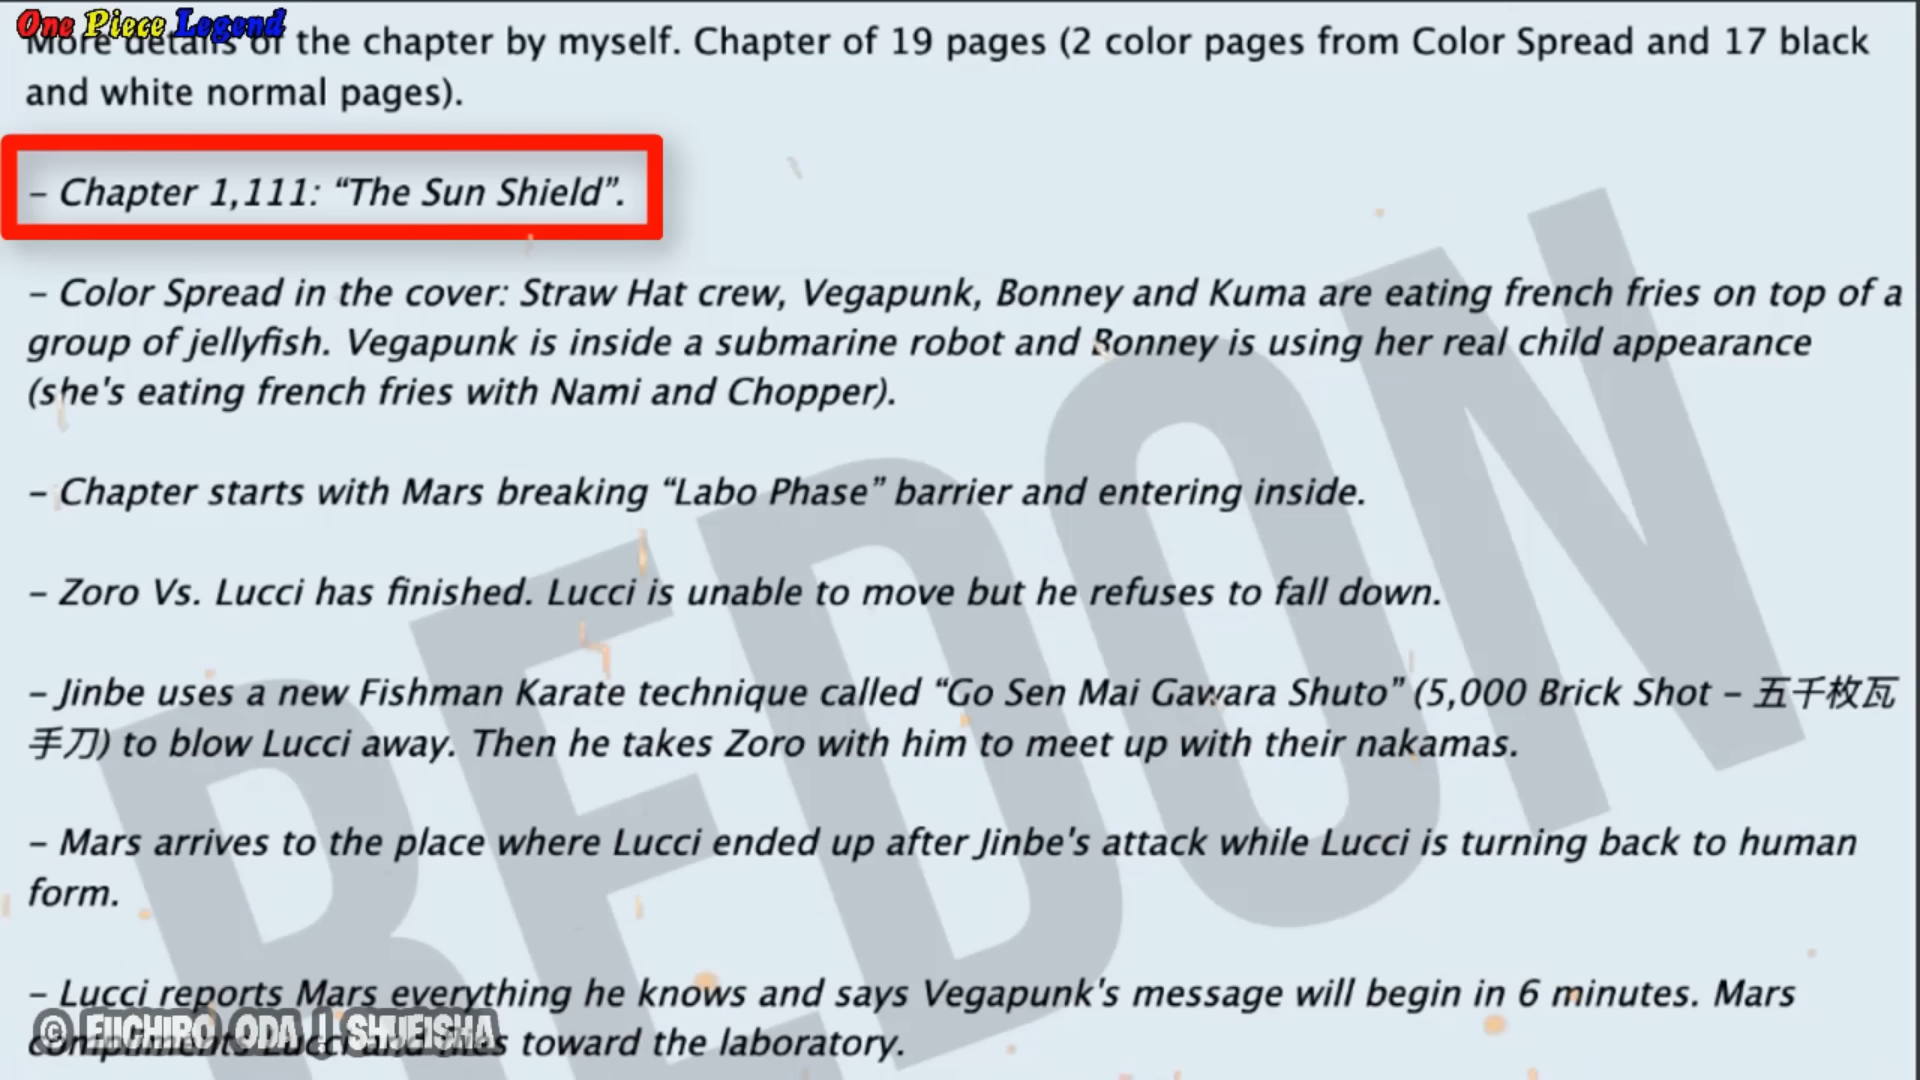 One Piece Legend
More details of the chapter by myself. Chapter of 19 pages (2 color pages from Color Spread and 17 black
and white normal pages).
– Chapter 1,111: “The Sun Shield”.
– Color Spread in the cover: Straw Hat crew, Vegapunk, Bonney and Kuma are eating french fries on top of a
group of jellyfish. Vegapunk is inside a submarine robot and Bonney is using her real child appearance
(she's eating french fries with Nami and Chopper).
– Chapter starts with Mars breaking “Labo Phase” barrier and entering inside.
– Zoro Vs. Lucci has finished. Lucci is unable to move but he refuses to fall down.
– Jinbe uses a new Fishman Karate technique called “Go Sen Mai Gawara Shuto” (5,000 Brick Shot – 五千枚瓦
手刀) to blow Lucci away. Then he takes Zoro with him to meet up with their nakamas.
– Mars arrives to the place where Lucci ended up after Jinbe's attack while Lucci is turning back to human
form.
– Lucci reports Mars everything he knows and says Vegapunk's message will begin in 6 minutes. Mars
compliments Lucci and flies toward the laboratory.
© EIICHIRO ODA | SHUEISHA
REDON